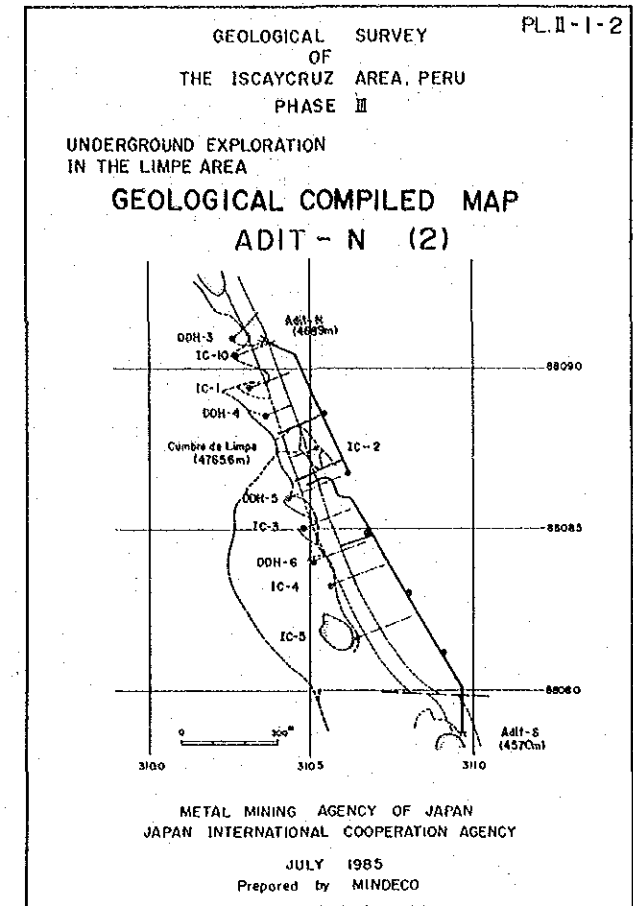 PL.II-1-2
GEOLOGICAL SURVEY
OF
THE ISCAYCRUZ AREA, PERU
PHASE III
UNDERGROUND EXPLORATION
IN THE LIMPE AREA
GEOLOGICAL COMPILED MAP
ADIT-N (2)
Adit-N
DDH-3
IC-10
88090
IC-1
DDH-4
Cumbre de Limpe
(4765.6m)
IC-2
DDH-5
IC-3
88085
DDH-6
IC-4
IC-5
88080
0 300m
Adit-S
(4570m)
3100 3105 3110
METAL MINING AGENCY OF JAPAN
JAPAN INTERNATIONAL COOPERATION AGENCY
JULY 1985
Prepared by MINDECO